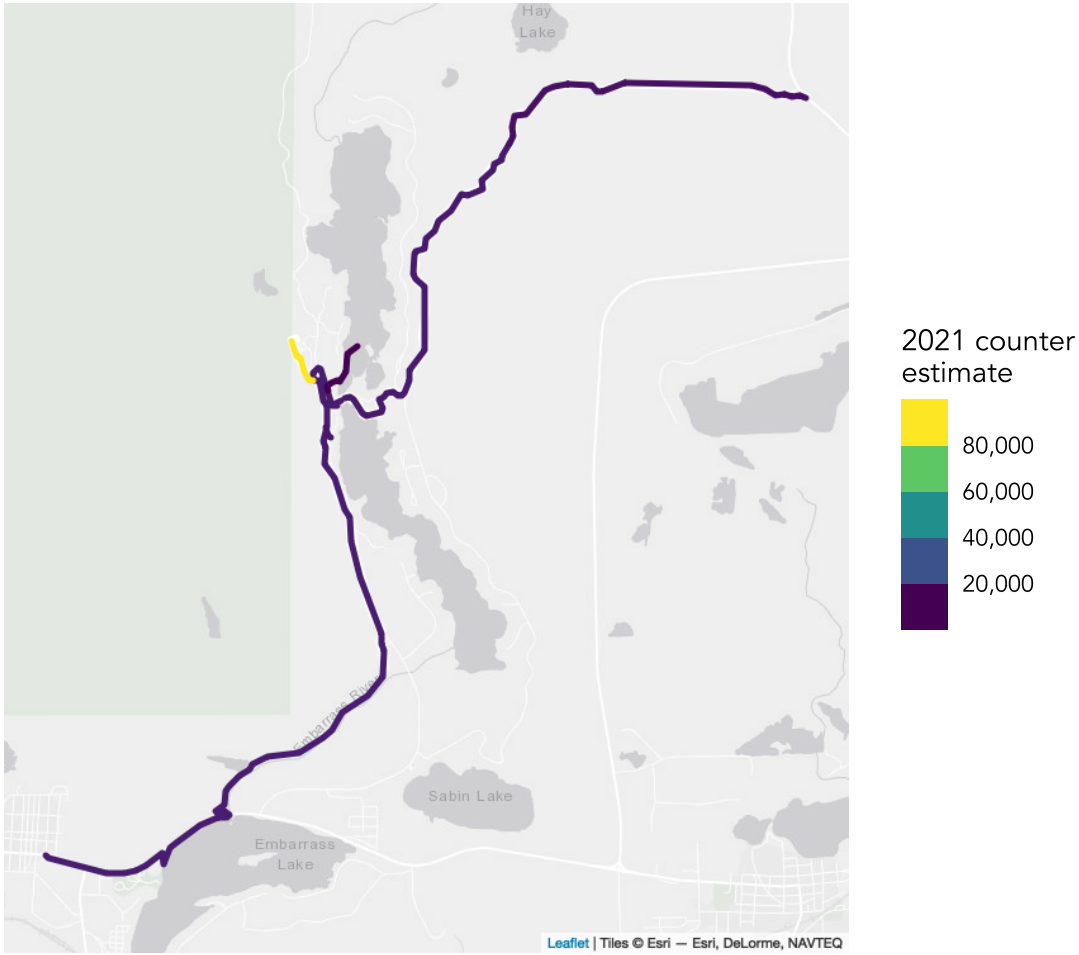 Hay
Lake
2021 counter
estimate
80,000
60,000
40,000
20,000
Embarrass River
Sabin Lake
Embarrass
Lake
Leaflet | Tiles © Esri — Esri, DeLorme, NAVTEQ